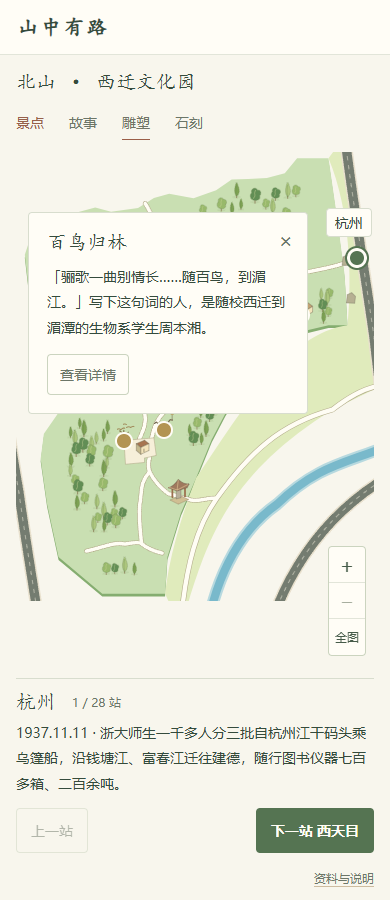 山中有路
北山 • 西迁文化园
景点 故事 雕塑 石刻
杭州
百鸟归林 ×
「骊歌一曲别情长……随百鸟，到湄
江。」写下这句词的人，是随校西迁到
湄潭的生物系学生周本湘。
查看详情
+
−
全图
杭州 1 / 28 站
1937.11.11 · 浙大师生一千多人分三批自杭州江干码头乘
乌篷船，沿钱塘江、富春江迁往建德，随行图书仪器七百
多箱、二百余吨。
上一站 下一站 西天目
资料与说明